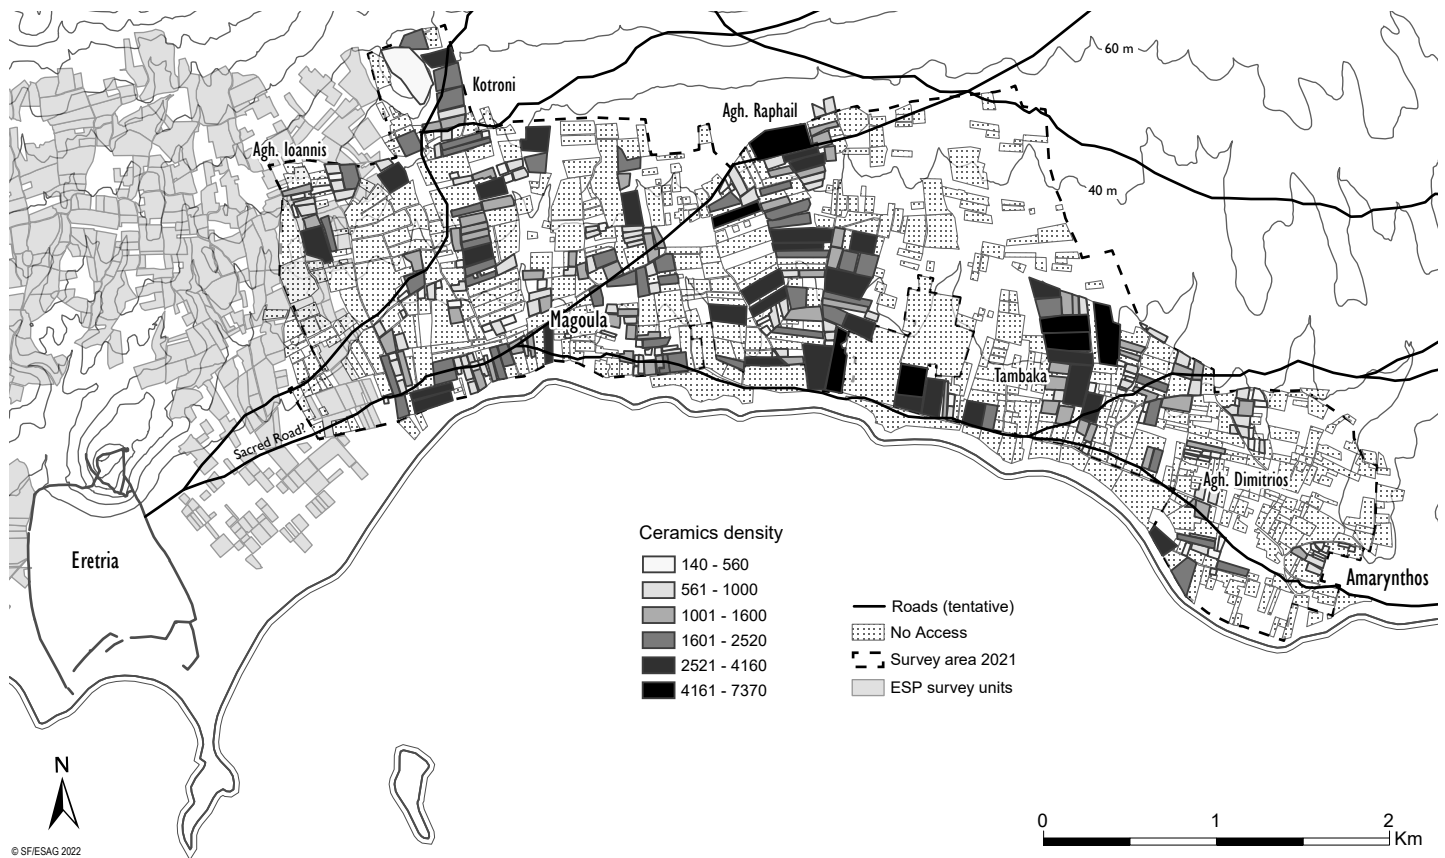 60 m
Kotroni
Agh. Raphail
Agh. Ioannis
40 m
Magoula
Tambaka
Sacred Road?
Agh. Dimitrios
Eretria
Amarynthos
Ceramics density
140 - 560
561 - 1000
1001 - 1600
1601 - 2520
2521 - 4160
4161 - 7370
Roads (tentative)
No Access
Survey area 2021
ESP survey units
N
0 1 2
Km
© SF/ESAG 2022